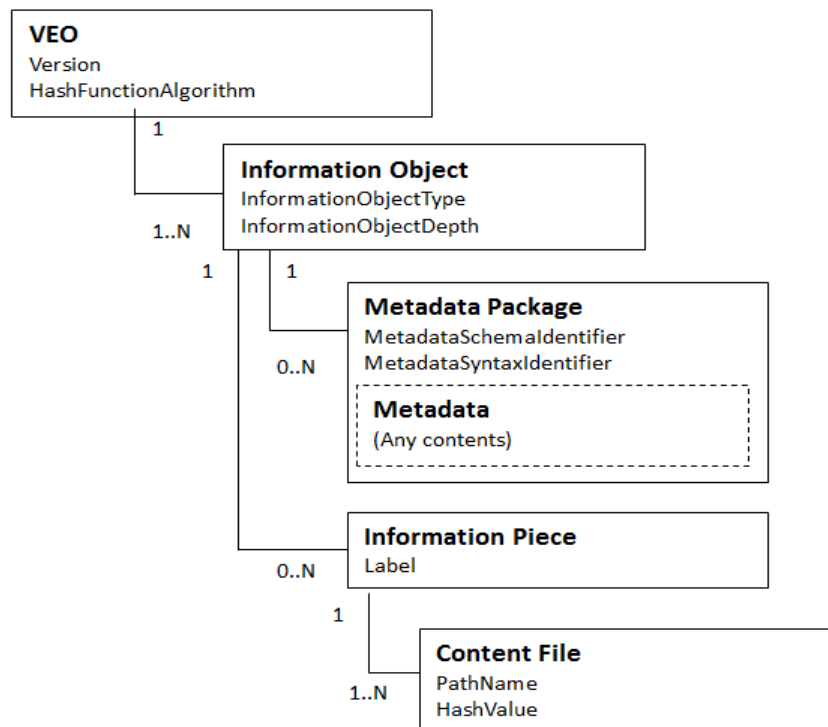 VEO
Version
HashFunctionAlgorithm
1
1..N
Information Object
InformationObjectType
InformationObjectDepth
1
1
0..N
Metadata Package
MetadataSchemaIdentifier
MetadataSyntaxIdentifier
Metadata
(Any contents)
0..N
Information Piece
Label
1
1..N
Content File
PathName
HashValue